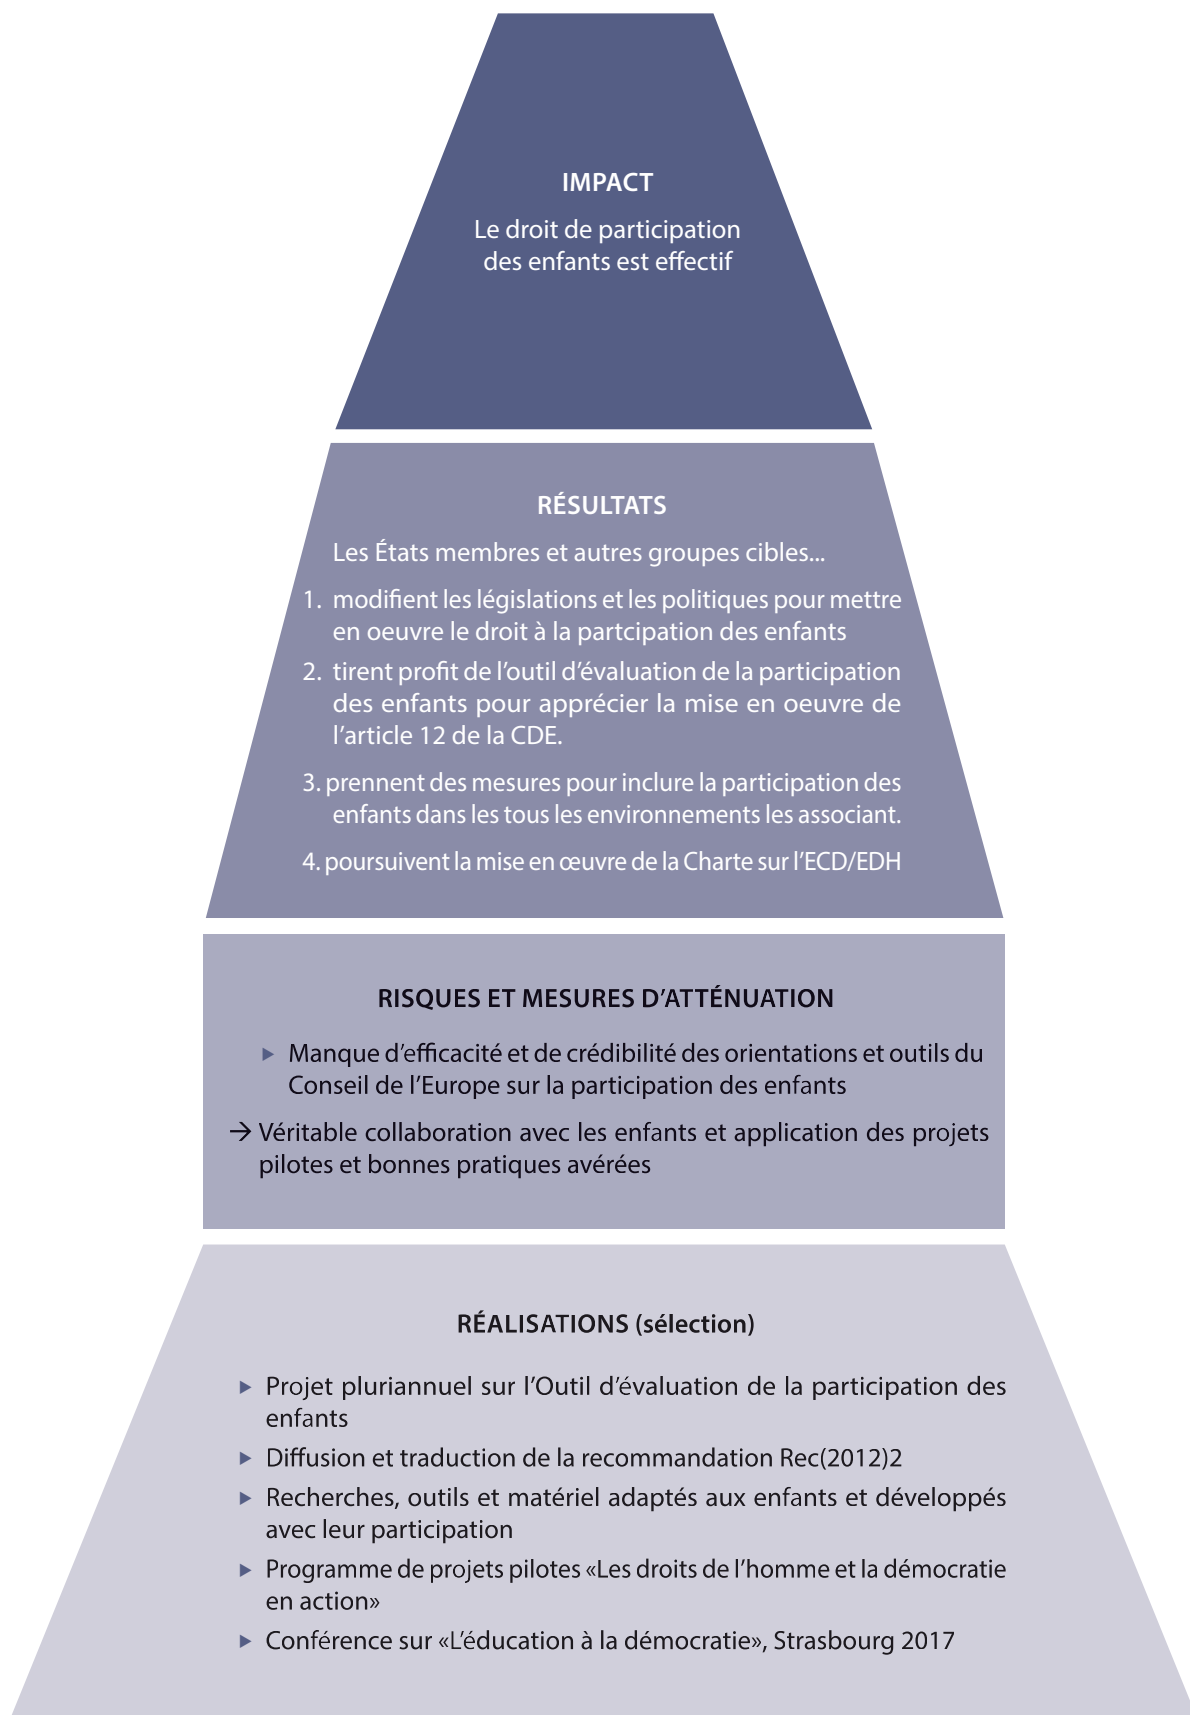 IMPACT
Le droit de participation
des enfants est effectif
RÉSULTATS
Les États membres et autres groupes cibles...
1. modifient les législations et les politiques pour mettre
en oeuvre le droit à la partcipation des enfants
2. tirent profit de l’outil d’évaluation de la participation
des enfants pour apprécier la mise en oeuvre de
l’article 12 de la CDE.
3. prennent des mesures pour inclure la participation des
enfants dans les tous les environnements les associant.
4. poursuivent la mise en œuvre de la Charte sur l’ECD/EDH
RISQUES ET MESURES D’ATTÉNUATION
▶ Manque d’efficacité et de crédibilité des orientations et outils du
Conseil de l’Europe sur la participation des enfants
→ Véritable collaboration avec les enfants et application des projets
pilotes et bonnes pratiques avérées
RÉALISATIONS (sélection)
▶ Projet pluriannuel sur l’Outil d’évaluation de la participation des
enfants
▶ Diffusion et traduction de la recommandation Rec(2012)2
▶ Recherches, outils et matériel adaptés aux enfants et développés
avec leur participation
▶ Programme de projets pilotes «Les droits de l’homme et la démocratie
en action»
▶ Conférence sur «L’éducation à la démocratie», Strasbourg 2017